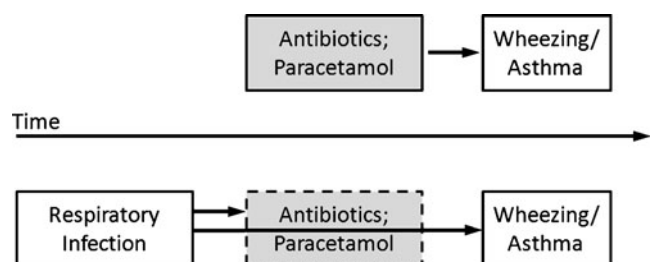 Antibiotics;
Paracetamol
Wheezing/
Asthma
Time
Respiratory
Infection
Antibiotics;
Paracetamol
Wheezing/
Asthma